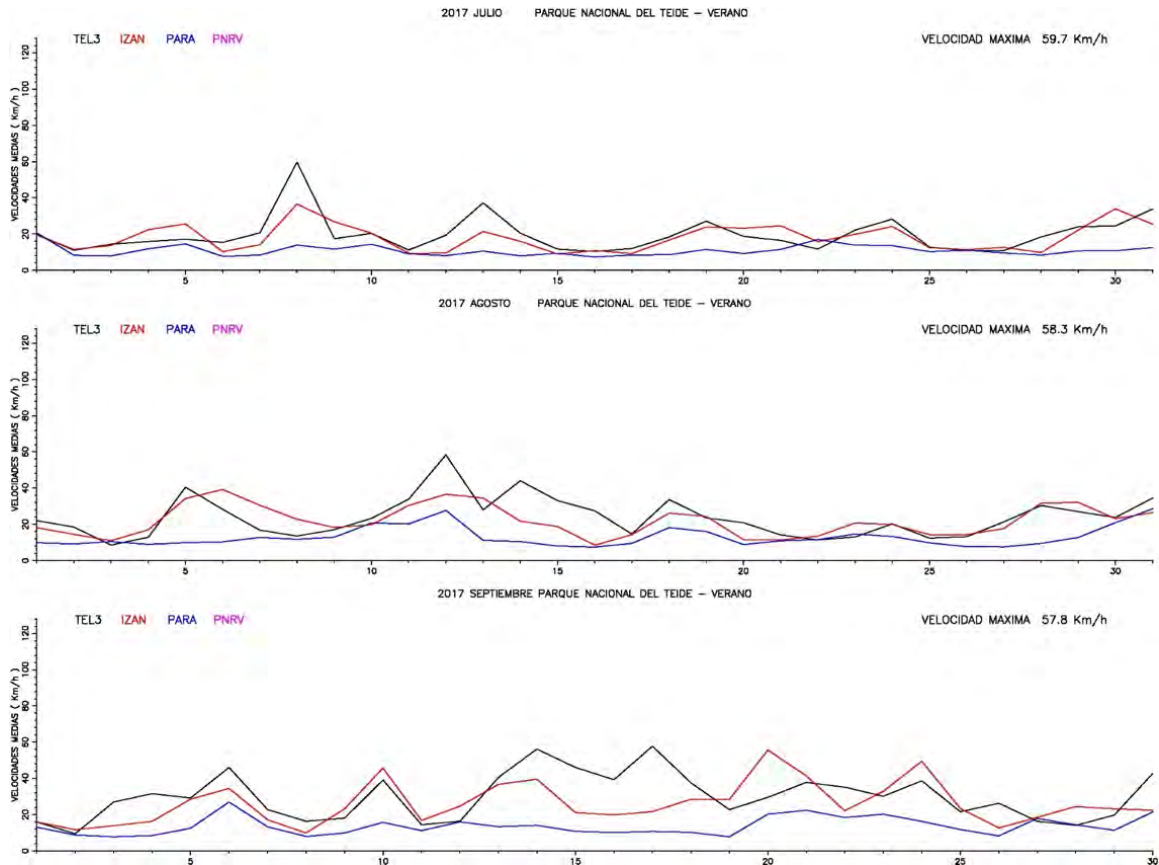 2017 JULIO PARQUE NACIONAL DEL TEIDE – VERANO
TEL3 IZAN PARA PNRV VELOCIDAD MAXIMA 59.7 Km/h
VELOCIDADES MEDIAS ( Km/h )
0 20 40 60 80 100 120
5 10 15 20 25 30
2017 AGOSTO PARQUE NACIONAL DEL TEIDE – VERANO
TEL3 IZAN PARA PNRV VELOCIDAD MAXIMA 58.3 Km/h
VELOCIDADES MEDIAS ( Km/h )
0 20 40 60 80 100 120
5 10 15 20 25 30
2017 SEPTIEMBRE PARQUE NACIONAL DEL TEIDE – VERANO
TEL3 IZAN PARA PNRV VELOCIDAD MAXIMA 57.8 Km/h
VELOCIDADES MEDIAS ( Km/h )
0 20 40 60 80 100 120
5 10 15 20 25 30